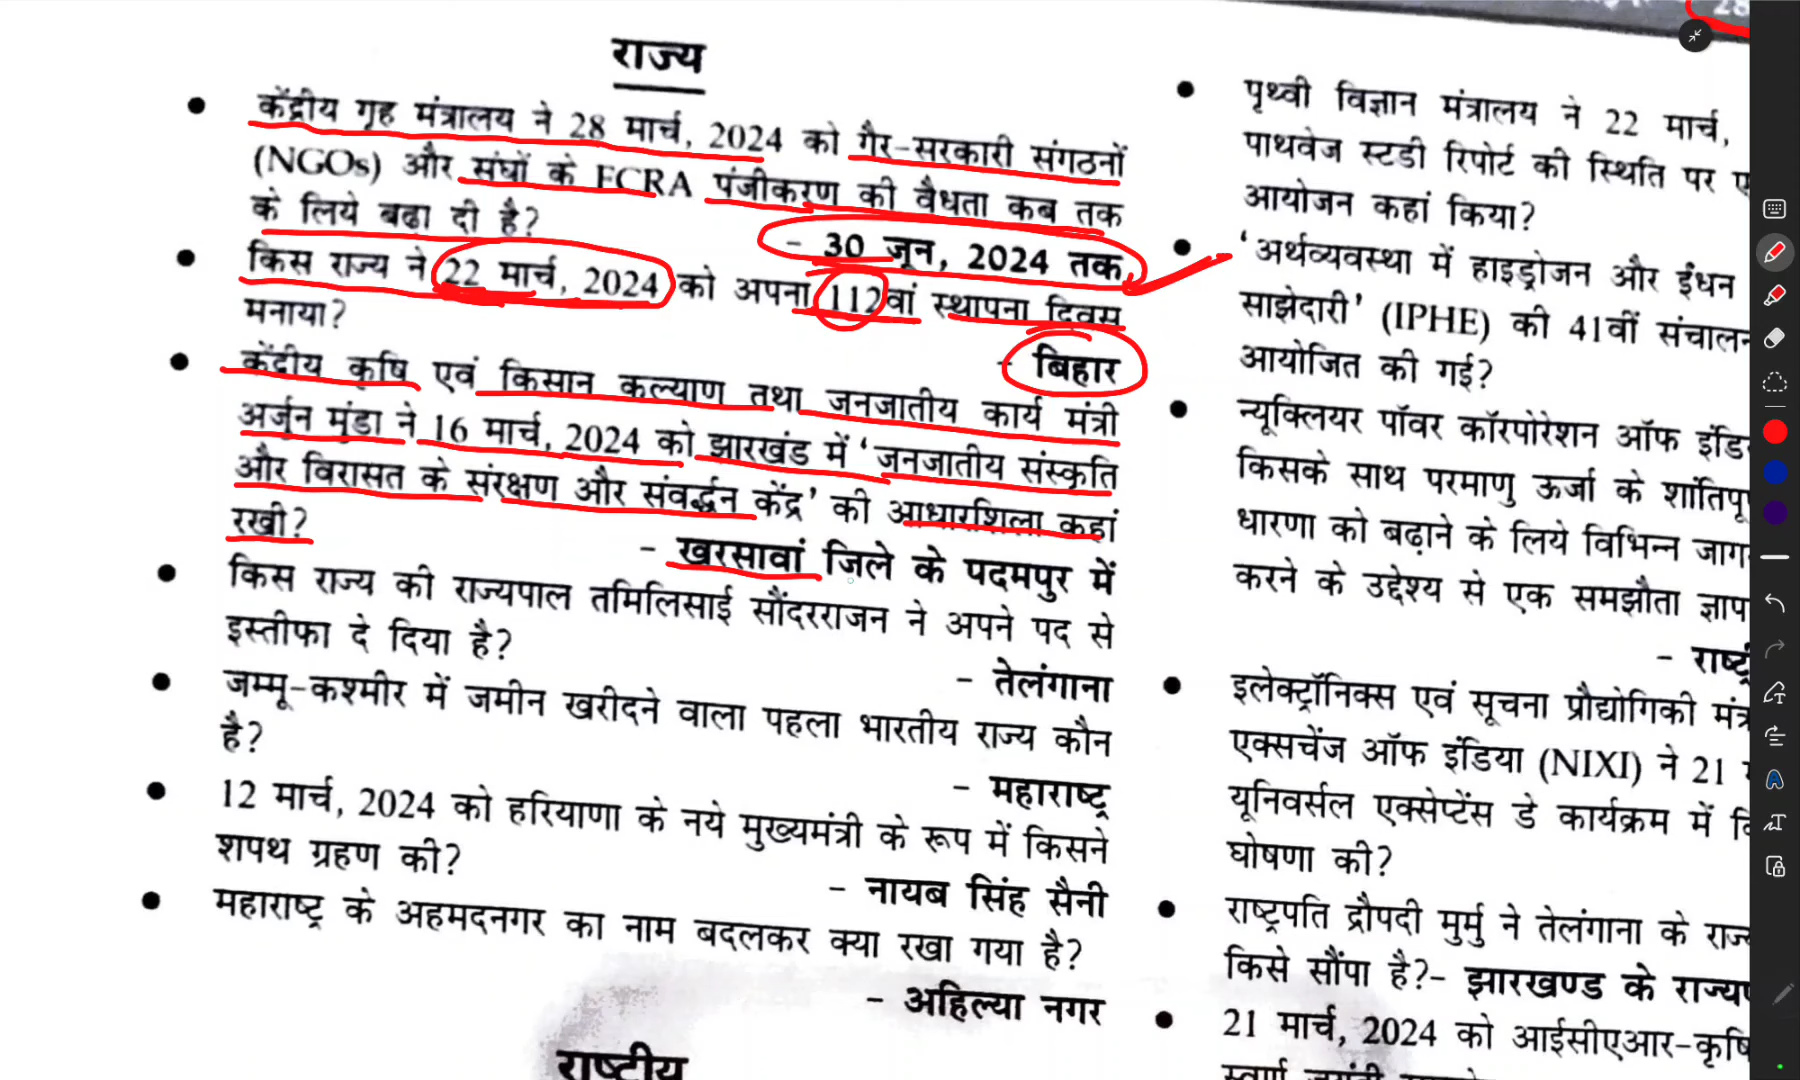 राज्य
केंद्रीय गृह मंत्रालय ने 28 मार्च, 2024 को गैर-सरकारी संगठनों
(NGOs) और संघों के FCRA पंजीकरण की वैधता कब तक
के लिये बढ़ा दी है?
- 30 जून, 2024 तक
किस राज्य ने 22 मार्च, 2024 को अपना 112वां स्थापना दिवस
मनाया?
- बिहार
केंद्रीय कृषि एवं किसान कल्याण तथा जनजातीय कार्य मंत्री
अर्जुन मुंडा ने 16 मार्च, 2024 को झारखंड में ‘जनजातीय संस्कृति
और विरासत के संरक्षण और संवर्द्धन केंद्र’ की आधारशिला कहां
रखी?
- खरसावां जिले के पदमपुर में
किस राज्य की राज्यपाल तमिलिसाई सौंदरराजन ने अपने पद से
इस्तीफा दे दिया है?
- तेलंगाना
जम्मू-कश्मीर में जमीन खरीदने वाला पहला भारतीय राज्य कौन
है?
- महाराष्ट्र
12 मार्च, 2024 को हरियाणा के नये मुख्यमंत्री के रूप में किसने
शपथ ग्रहण की?
- नायब सिंह सैनी
महाराष्ट्र के अहमदनगर का नाम बदलकर क्या रखा गया है?
- अहिल्या नगर
राष्ट्रीय
28
पृथ्वी विज्ञान मंत्रालय ने 22 मार्च,
पाथवेज स्टडी रिपोर्ट की स्थिति पर
आयोजन कहां किया?
‘अर्थव्यवस्था में हाइड्रोजन और ईंधन
साझेदारी’ (IPHE) की 41वीं संचालन
आयोजित की गई?
न्यूक्लियर पॉवर कॉरपोरेशन ऑफ
किसके साथ परमाणु ऊर्जा के
धारणा को बढ़ाने के लिये विभिन्न
करने के उद्देश्य से एक समझौता
-
इलेक्ट्रॉनिक्स एवं सूचना प्रौद्योगिकी
एक्सचेंज ऑफ इंडिया (NIXI) ने 21
यूनिवर्सल एक्सेप्टेंस डे कार्यक्रम में
घोषणा की?
राष्ट्रपति द्रौपदी मुर्मु ने तेलंगाना के
किसे सौंपा है?- झारखण्ड के
21 मार्च, 2024 को आईसीएआर-कृषि